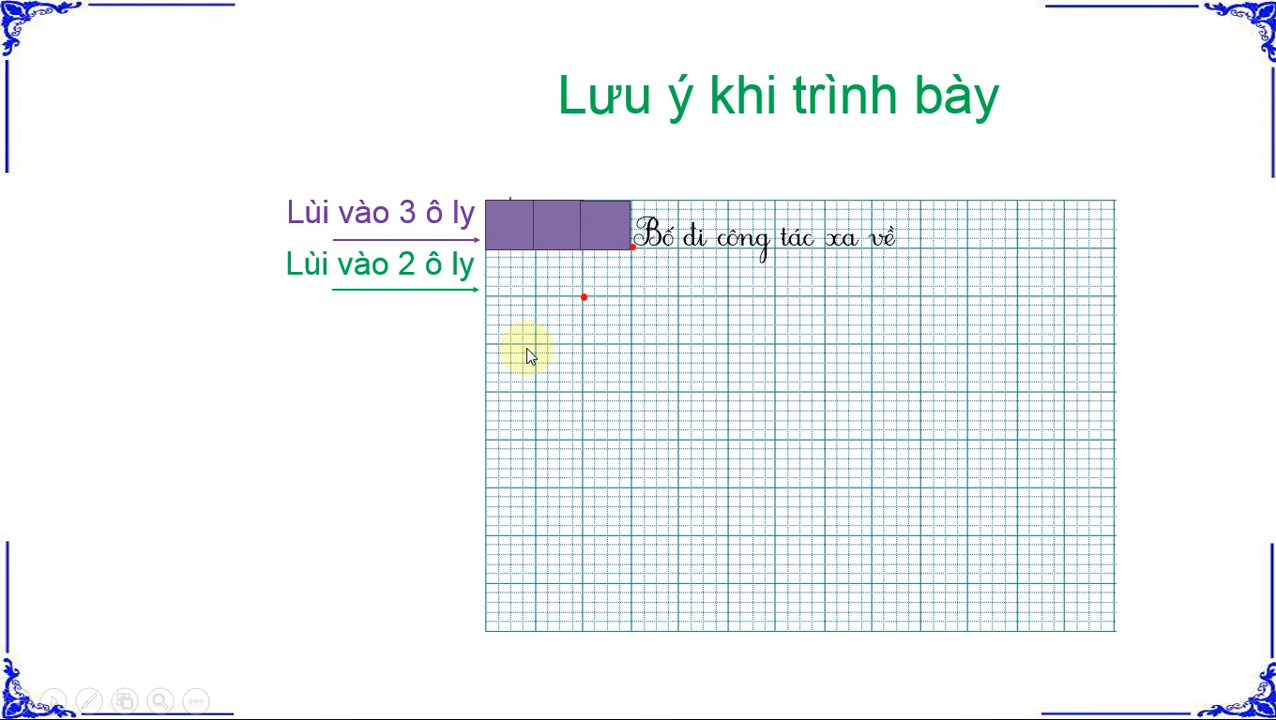 Lưu ý khi trình bày
Lùi vào 3 ô ly
Bố đi công tác xa về
Lùi vào 2 ô ly